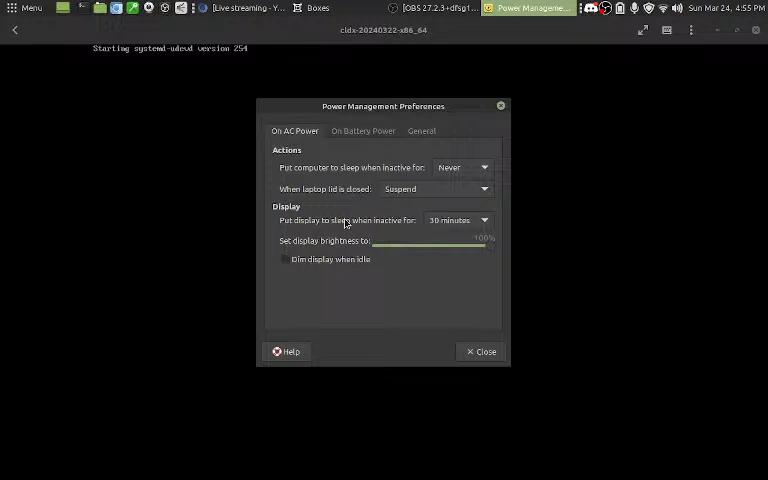 Menu
[Live streaming - Y...
Boxes
[OBS 27.2.3+dfsg1...
Power Manageme...
Sun Mar 24, 4:55 PM
cldx-20240322-x86_64
Starting systemd-udevd version 254
Power Management Preferences
On AC Power On Battery Power General
Actions
Put computer to sleep when inactive for: Never
When laptop lid is closed: Suspend
Display
Put display to sleep when inactive for: 30 minutes
100%
Set display brightness to:
Dim display when idle
Help
Close